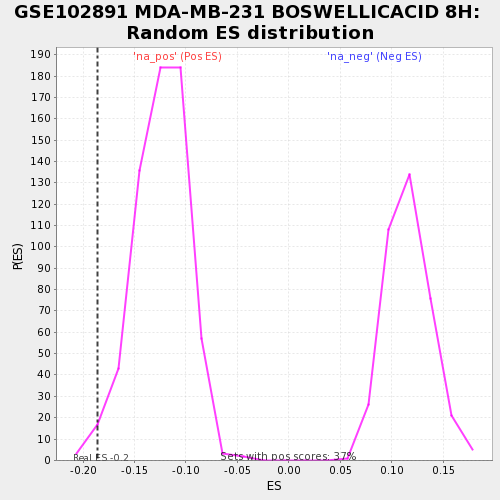 GSE102891 MDA-MB-231 BOSWELLICACID 8H:
Random ES distribution
'na_pos' (Pos ES) 'na_neg' (Neg ES)
190
180
170
160
150
140
130
120
110
100
90
80
70
60
50
40
30
20
10
0
P(ES)
Real ES -0.2
Sets with pos scores: 37%
-0.20 -0.15 -0.10 -0.05 0.00 0.05 0.10 0.15
ES